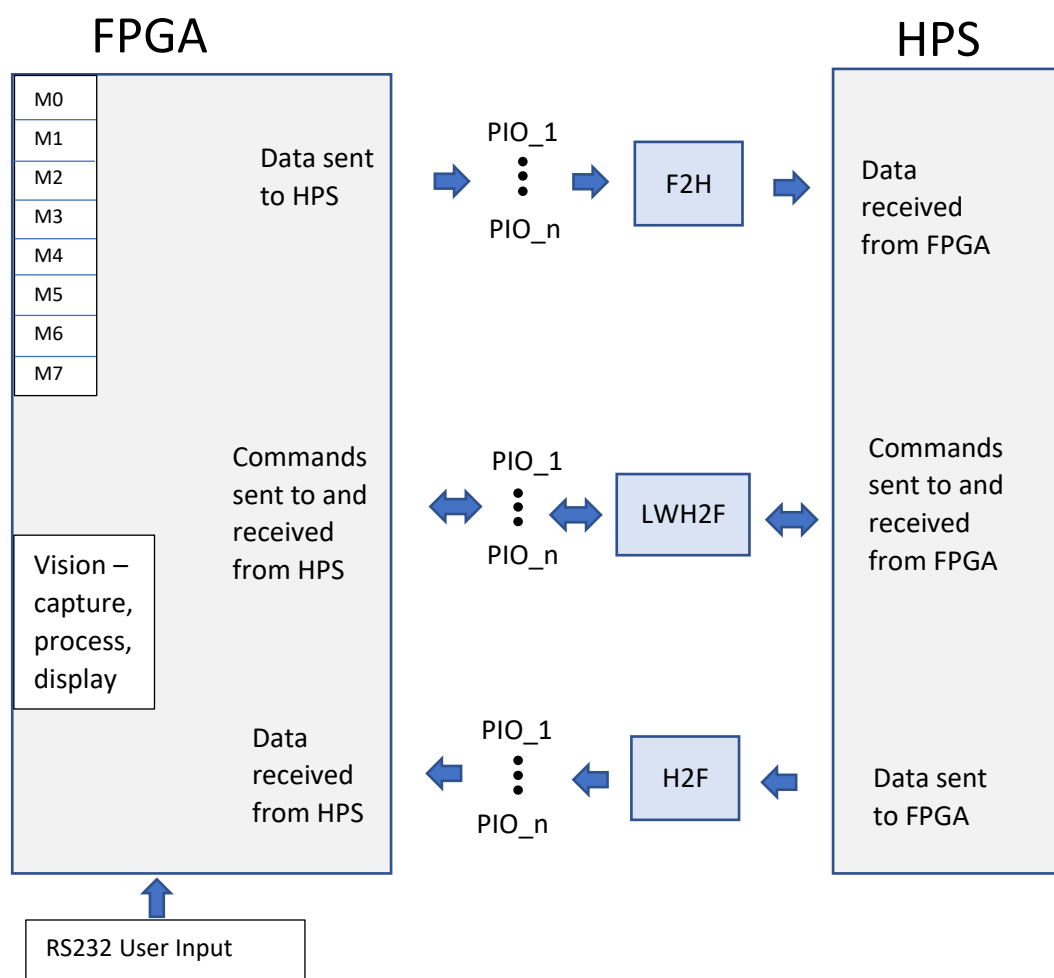 FPGA
HPS
M0
M1
M2
M3
M4
M5
M6
M7
Data sent
to HPS
PIO_1
PIO_n
F2H
Data
received
from FPGA
Commands
sent to and
received
from HPS
PIO_1
PIO_n
LWH2F
Commands
sent to and
received
from FPGA
Vision –
capture,
process,
display
Data
received
from HPS
PIO_1
PIO_n
H2F
Data sent
to FPGA
RS232 User Input